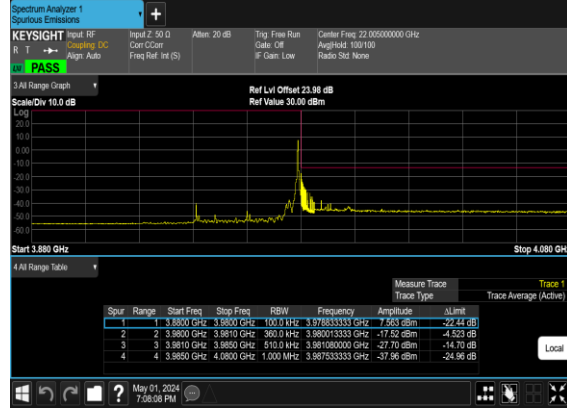 Spectrum Analyzer 1
Spurious Emissions
+
KEYSIGHT Input: RF Input Z: 50 Ω Atten: 20 dB Trig: Free Run Center Freq: 22.005000000 GHz
R T Coupling: DC Corr CCorr Gate: Off Avg|Hold: 100/100
Align: Auto Freq Ref: Int (S) IF Gain: Low Radio Std: None
LW PASS
3 All Range Graph Ref Lvl Offset 23.98 dB
Scale/Div 10.0 dB Ref Value 30.00 dBm
Log
20.0
10.0
0.00
-10.0
-20.0
-30.0
-40.0
-50.0
-60.0
Start 3.880 GHz Stop 4.080 GH
4 All Range Table
Measure Trace Trace 1
Trace Type Trace Average (Active)
Spur Range Start Freq Stop Freq RBW Frequency Amplitude ΔLimit
1 1 3.8800 GHz 3.9800 GHz 100.0 kHz 3.978833333 GHz 7.563 dBm -22.44 dB
2 2 3.9800 GHz 3.9810 GHz 360.0 kHz 3.980013333 GHz -17.52 dBm -4.523 dB
3 3 3.9810 GHz 3.9850 GHz 510.0 kHz 3.981080000 GHz -27.70 dBm -14.70 dB
4 4 3.9850 GHz 4.0800 GHz 1.000 MHz 3.987533333 GHz -37.96 dBm -24.96 dB
Local
? May 01, 2024
7:08:08 PM